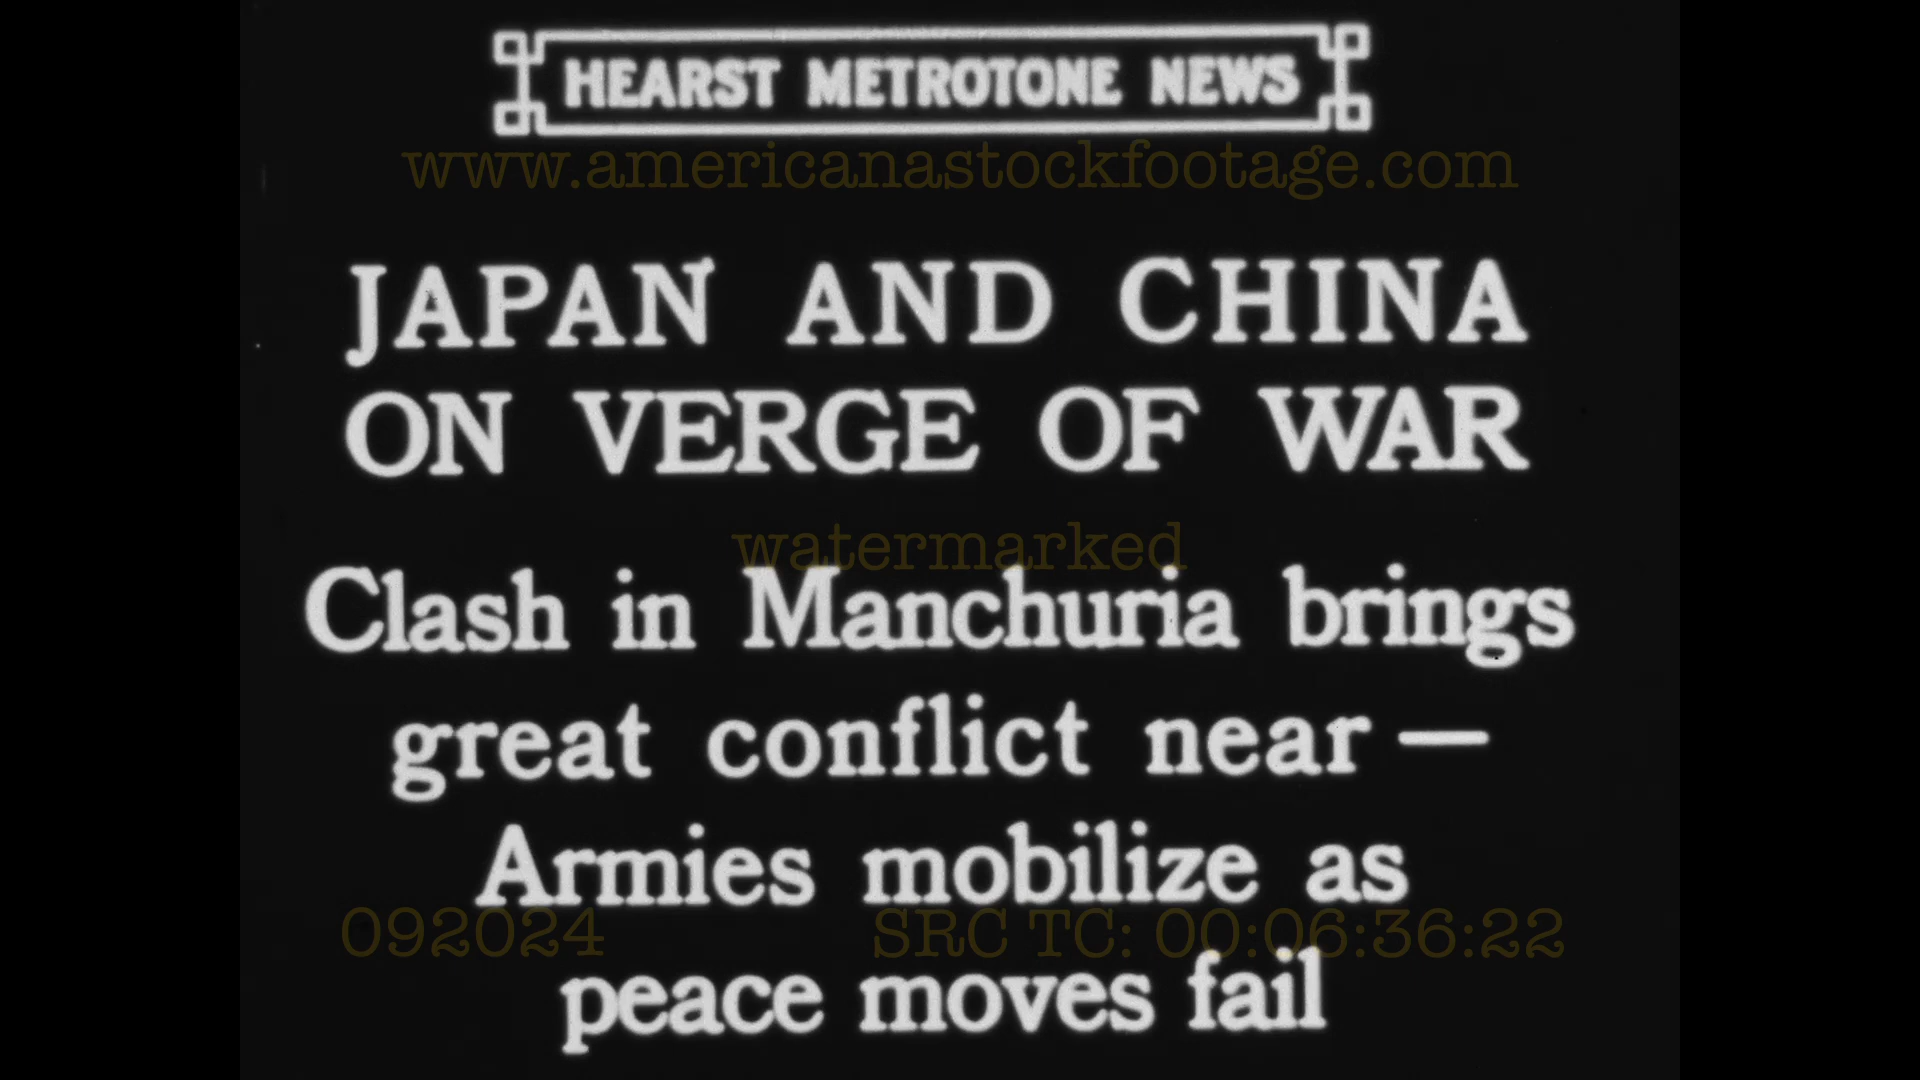 HEARST METROTONE NEWS
www.americanastockfootage.com
JAPAN AND CHINA
ON VERGE OF WAR
watermarked
Clash in Manchuria brings
great conflict near —
Armies mobilize as
092024 SRC TC: 00:06:36:22
peace moves fail